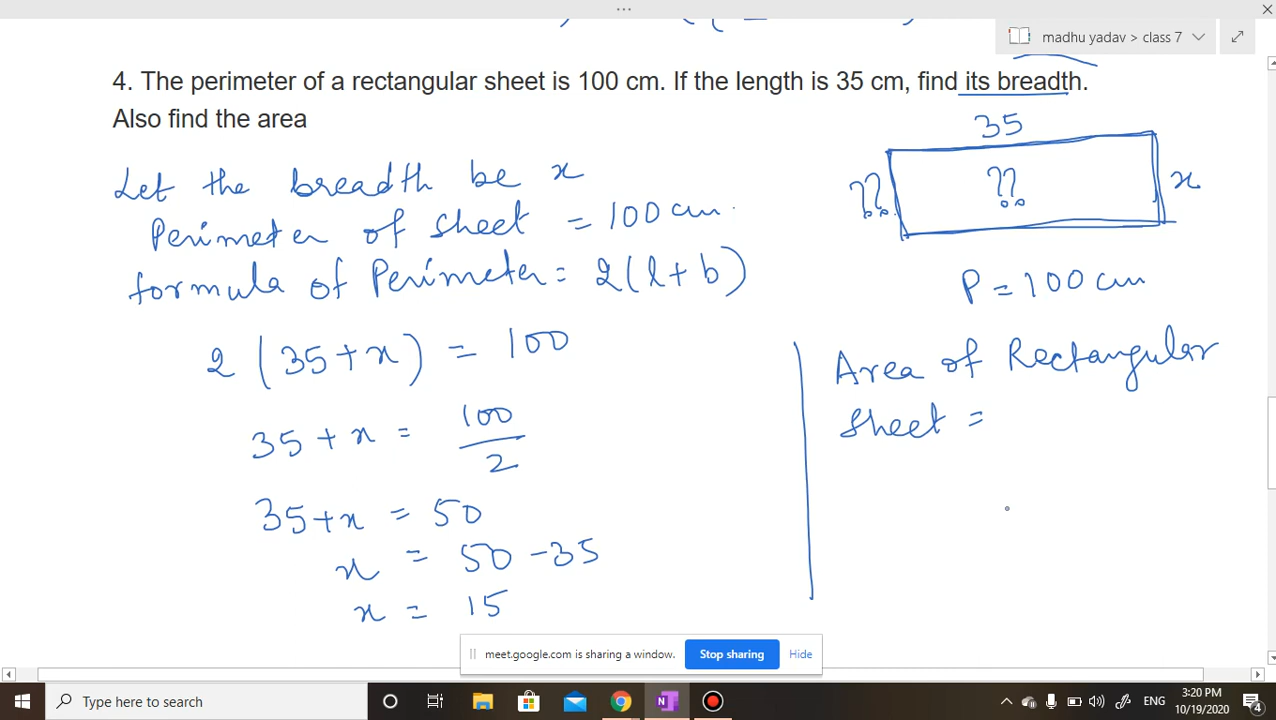 madhu yadav > class 7
4. The perimeter of a rectangular sheet is 100 cm. If the length is 35 cm, find its breadth.
Also find the area
35
?? ?? x
P = 100 cm
Let the breadth be x
Perimeter of sheet = 100 cm
formula of Perimeter = 2(l+b)
2(35+x) = 100
35+x = 100/2
35+x = 50
x = 50-35
x = 15
Area of Rectangular
Sheet =
meet.google.com is sharing a window. Stop sharing Hide
Type here to search
ENG
3:20 PM
10/19/2020
4